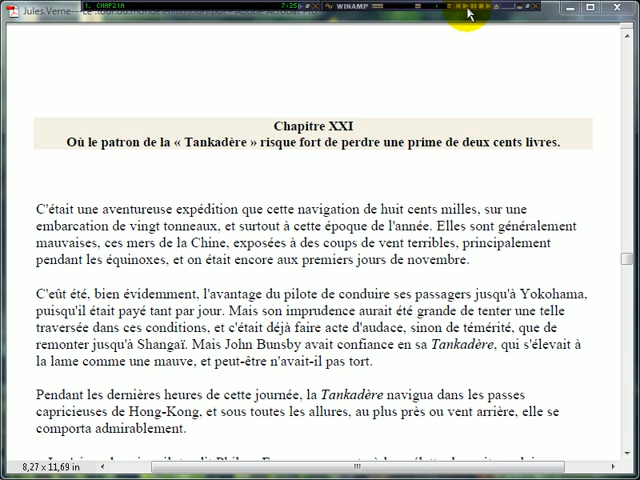 Jules.Verne
1. CHAP21A
7:25
WINAMP
Chapitre XXI
Où le patron de la « Tankadère » risque fort de perdre une prime de deux cents livres.
C'était une aventureuse expédition que cette navigation de huit cents milles, sur une
embarcation de vingt tonneaux, et surtout à cette époque de l'année. Elles sont généralement
mauvaises, ces mers de la Chine, exposées à des coups de vent terribles, principalement
pendant les équinoxes, et on était encore aux premiers jours de novembre.
C'eût été, bien évidemment, l'avantage du pilote de conduire ses passagers jusqu'à Yokohama,
puisqu'il était payé tant par jour. Mais son imprudence aurait été grande de tenter une telle
traversée dans ces conditions, et c'était déjà faire acte d'audace, sinon de témérité, que de
remonter jusqu'à Shangaï. Mais John Bunsby avait confiance en sa Tankadère, qui s'élevait à
la lame comme une mauve, et peut-être n'avait-il pas tort.
Pendant les dernières heures de cette journée, la Tankadère navigua dans les passes
capricieuses de Hong-Kong, et sous toutes les allures, au plus près ou vent arrière, elle se
comporta admirablement.
8,27 x 11,69 in